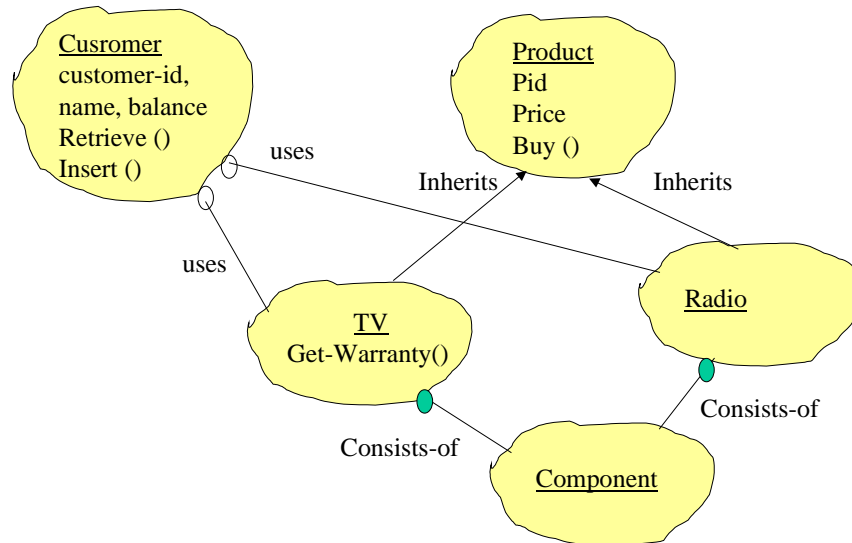 Cusromer
customer-id,
name, balance
Retrieve ()
Insert ()
Product
Pid
Price
Buy ()
uses
Inherits
Inherits
uses
TV
Get-Warranty()
Radio
Consists-of
Consists-of
Component